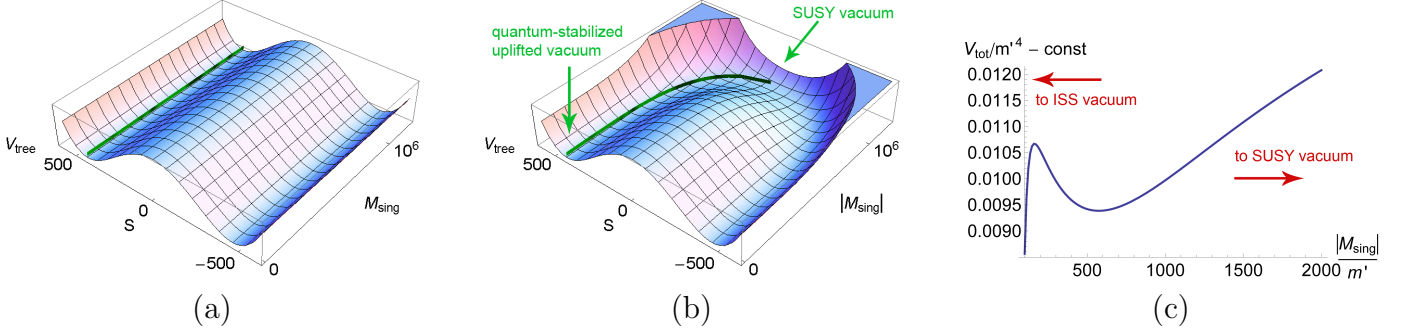 V_tree
500
0
S
−500
0
M_sing
10^6
(a)
quantum-stabilized
uplifted vacuum
SUSY vacuum
V_tree
500
0
S
−500
0
|M_sing|
10^6
(b)
V_tot/m'^4 − const
0.0120
0.0115
0.0110
0.0105
0.0100
0.0095
0.0090
to ISS vacuum
to SUSY vacuum
500 1000 1500 2000
|M_sing|
m'
(c)